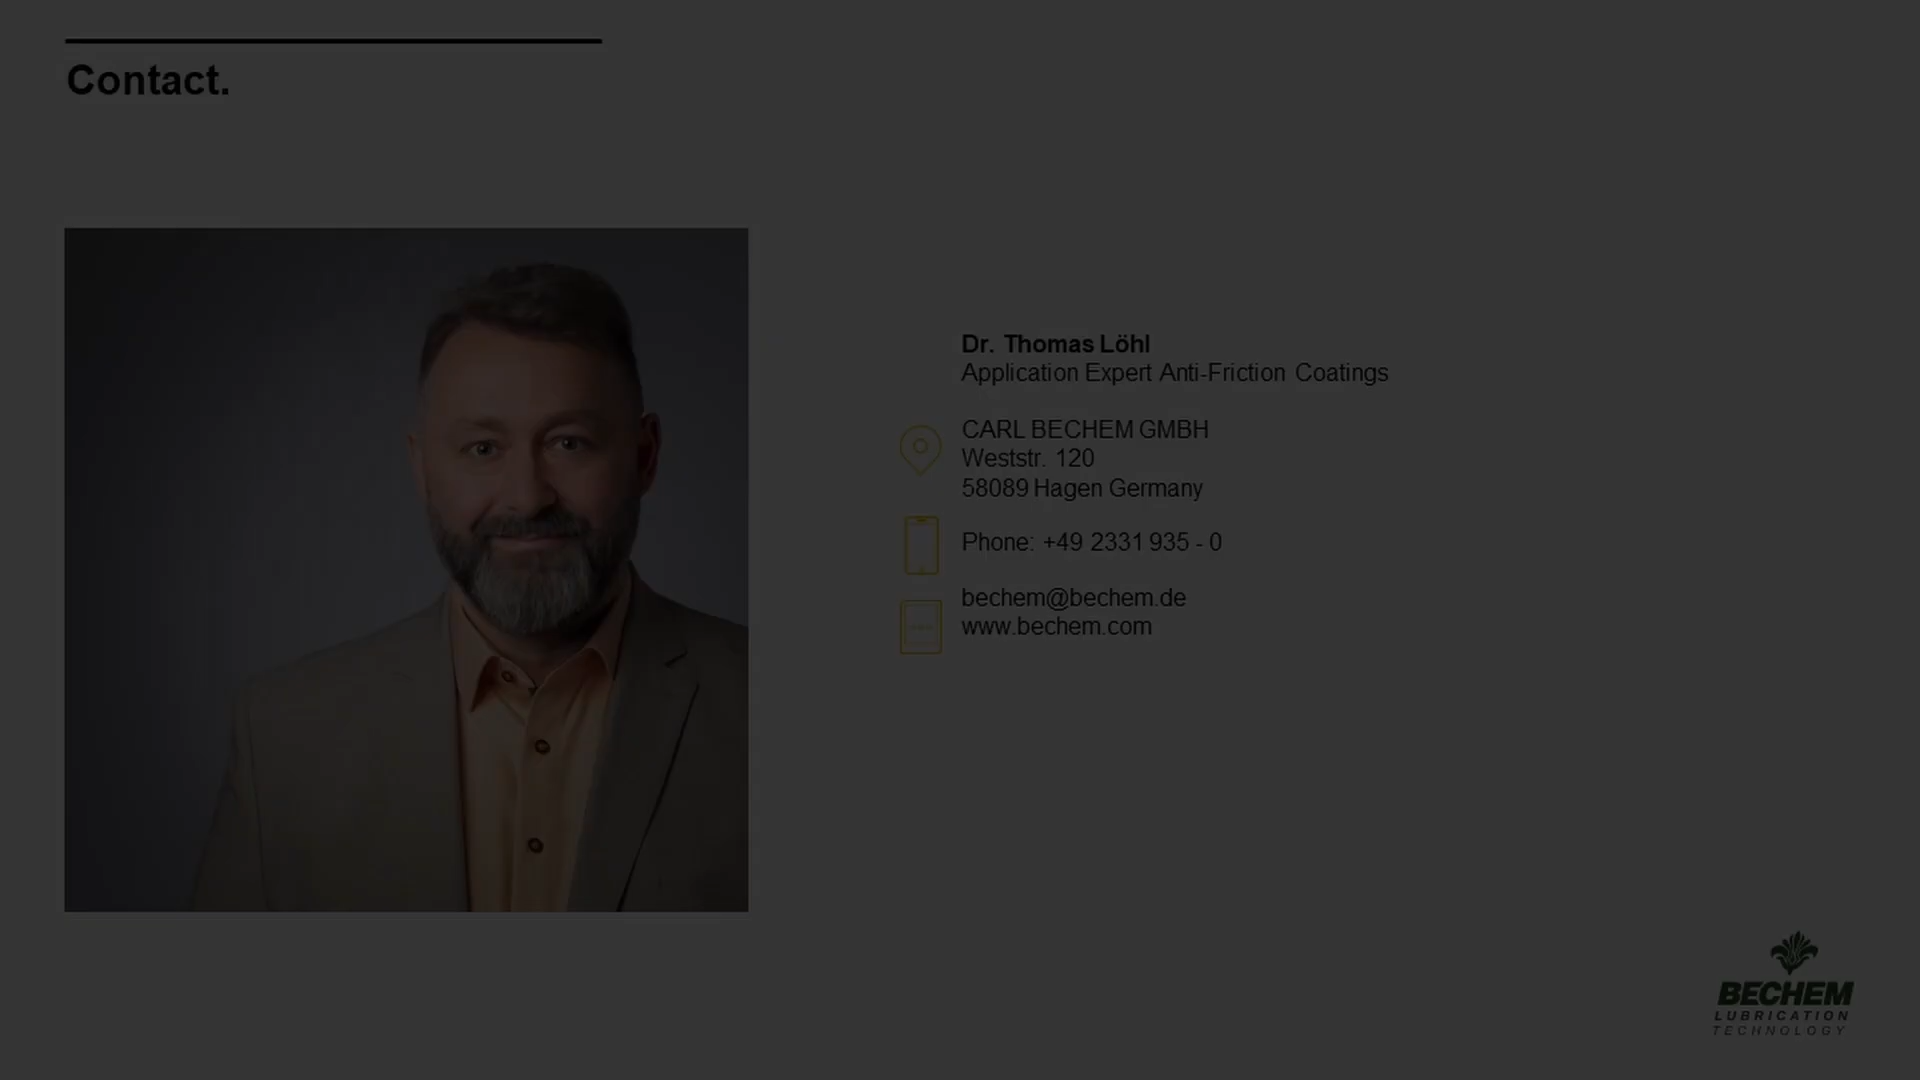 Contact.
Dr. Thomas Löhl
Application Expert Anti-Friction Coatings
CARL BECHEM GMBH
Weststr. 120
58089 Hagen Germany
Phone: +49 2331 935 - 0
bechem@bechem.de
www.bechem.com
BECHEM
LUBRICATION
TECHNOLOGY